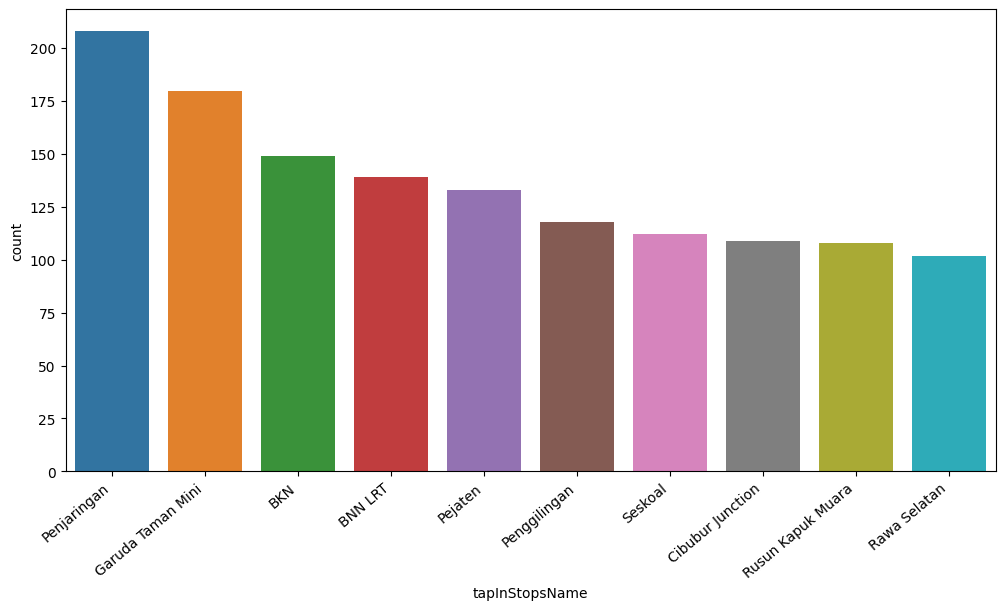 200
175
150
125
100
75
50
25
0
count
Penjaringan
Garuda Taman Mini
BKN
BNN LRT
Pejaten
Penggilingan
Seskoal
Cibubur Junction
Rusun Kapuk Muara
Rawa Selatan
tapInStopsName